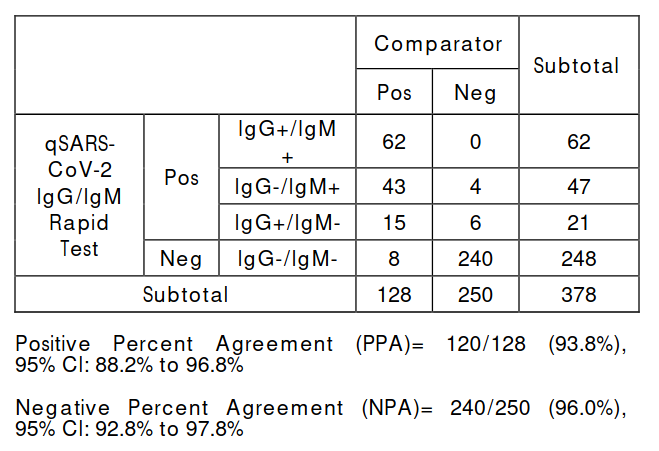 Comparator Subtotal
Pos Neg
qSARS-CoV-2 IgG/IgM Rapid Test Pos IgG+/IgM + 62 0 62
IgG-/IgM+ 43 4 47
IgG+/IgM- 15 6 21
Neg IgG-/IgM- 8 240 248
Subtotal 128 250 378
Positive Percent Agreement (PPA)= 120/128 (93.8%),
95% CI: 88.2% to 96.8%
Negative Percent Agreement (NPA)= 240/250 (96.0%),
95% CI: 92.8% to 97.8%